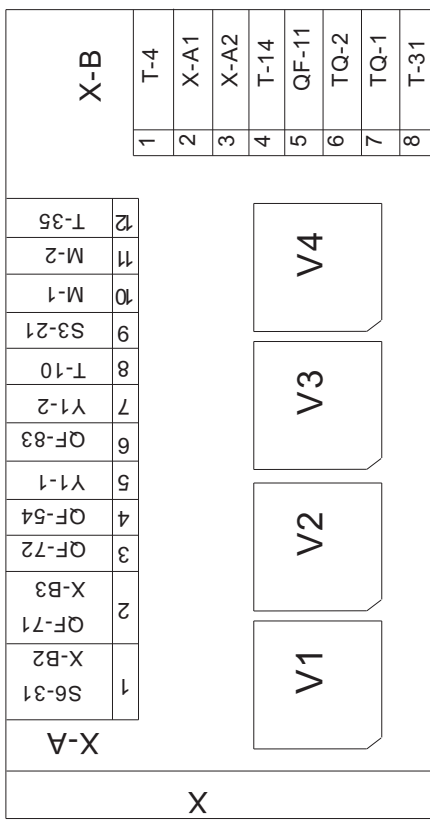 X-B
1 T-4
2 X-A1
3 X-A2
4 T-14
5 QF-11
6 TQ-2
7 TQ-1
8 T-31
12 T-35
11 M-2
10 M-1
9 S3-21
8 T-10
7 Y1-2
6 QF-83
5 Y1-1
4 QF-54
3 QF-72
2 X-B3
QF-71
1 X-B2
S6-31
X-A
V4
V3
V2
V1
X